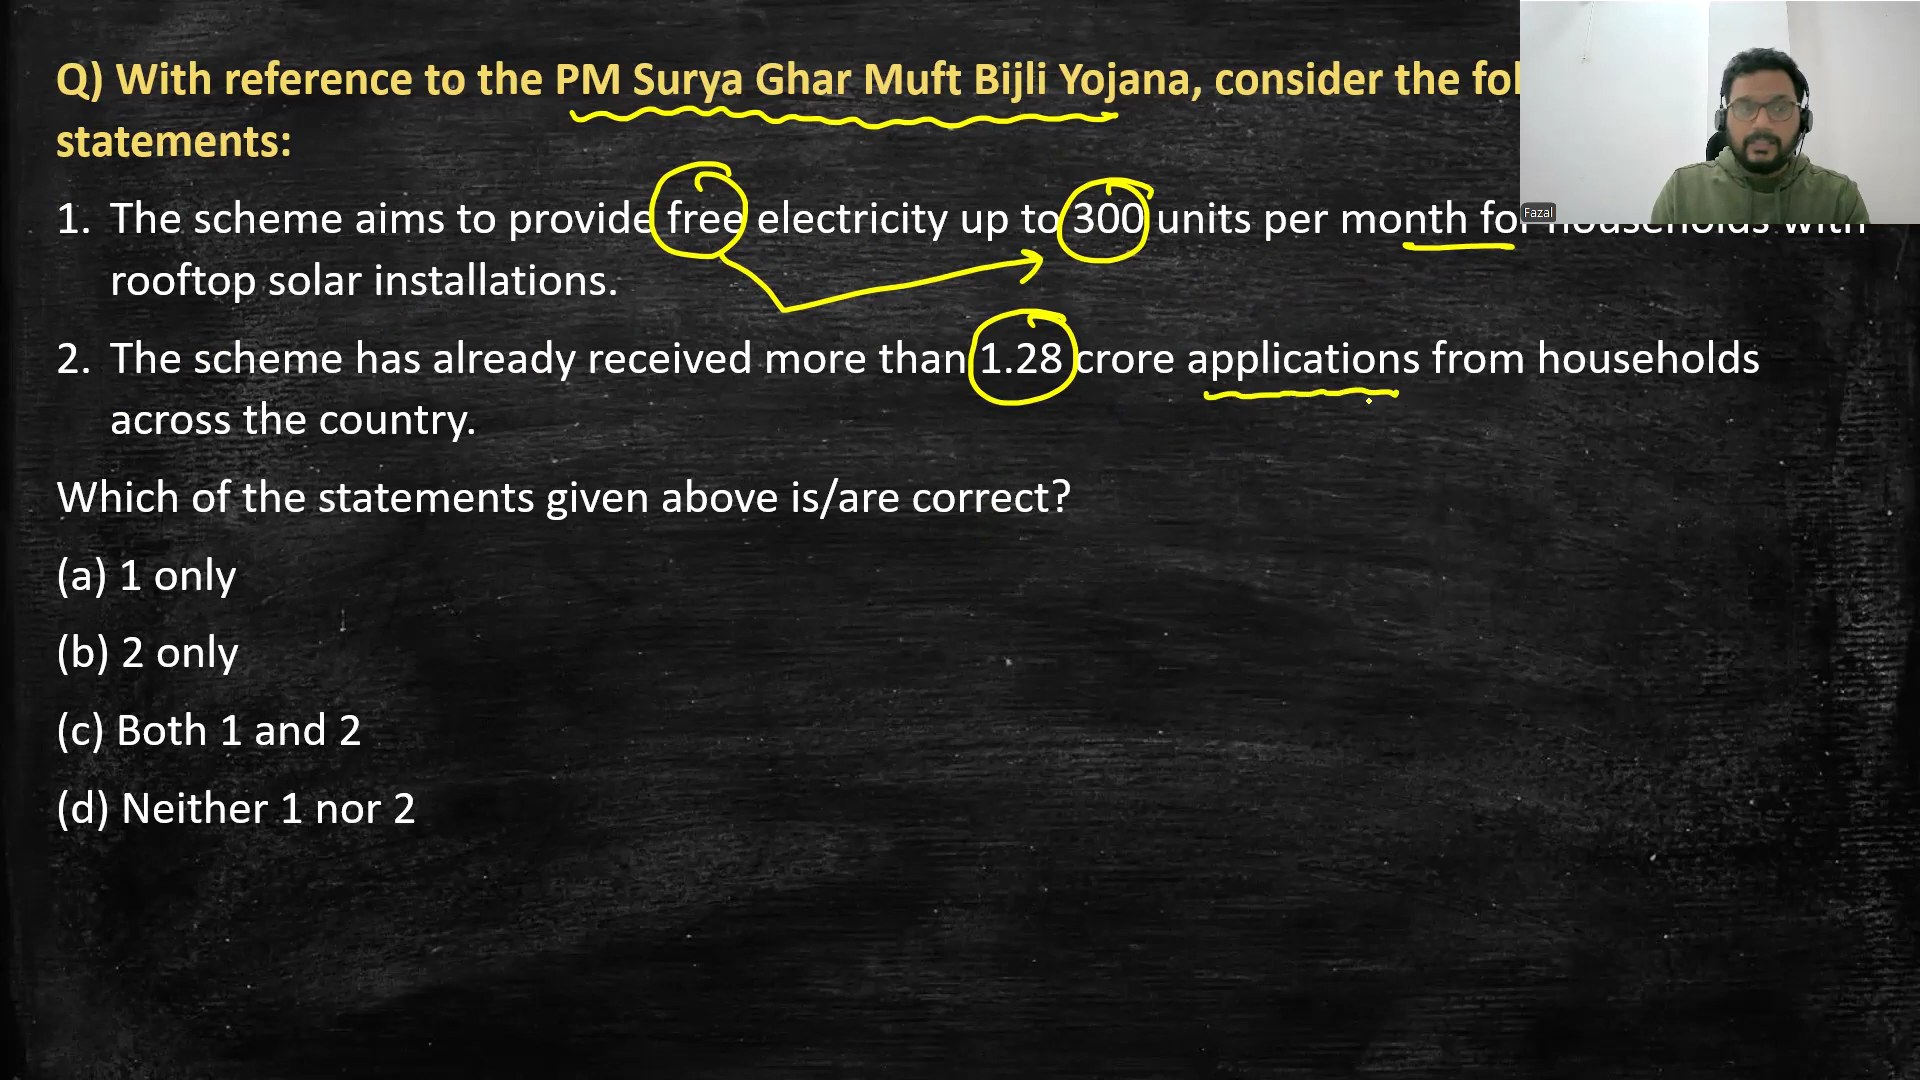 Q) With reference to the PM Surya Ghar Muft Bijli Yojana, consider the
statements:
1. The scheme aims to provide free electricity up to 300 units per month for households with
rooftop solar installations.
2. The scheme has already received more than 1.28 crore applications from households
across the country.
Which of the statements given above is/are correct?
(a) 1 only
(b) 2 only
(c) Both 1 and 2
(d) Neither 1 nor 2
Fazal